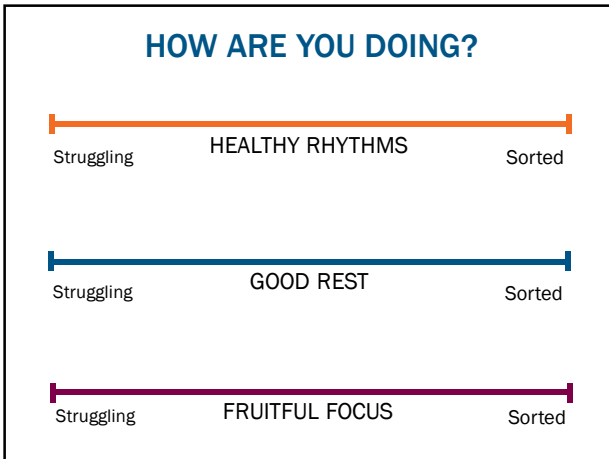 HOW ARE YOU DOING?
Struggling HEALTHY RHYTHMS Sorted
Struggling GOOD REST Sorted
Struggling FRUITFUL FOCUS Sorted